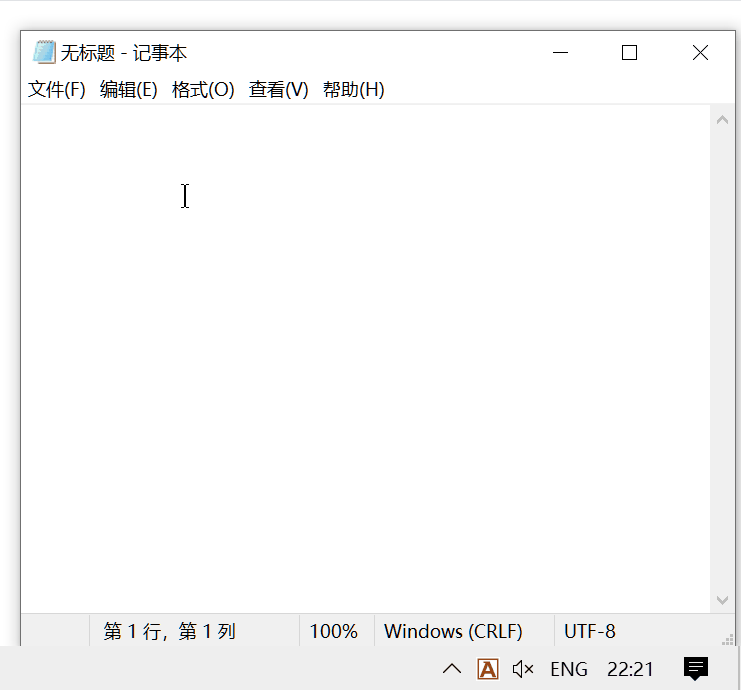 无标题 - 记事本
文件(F) 编辑(E) 格式(O) 查看(V) 帮助(H)
第 1 行，第 1 列 100% Windows (CRLF) UTF-8
A ENG 22:21